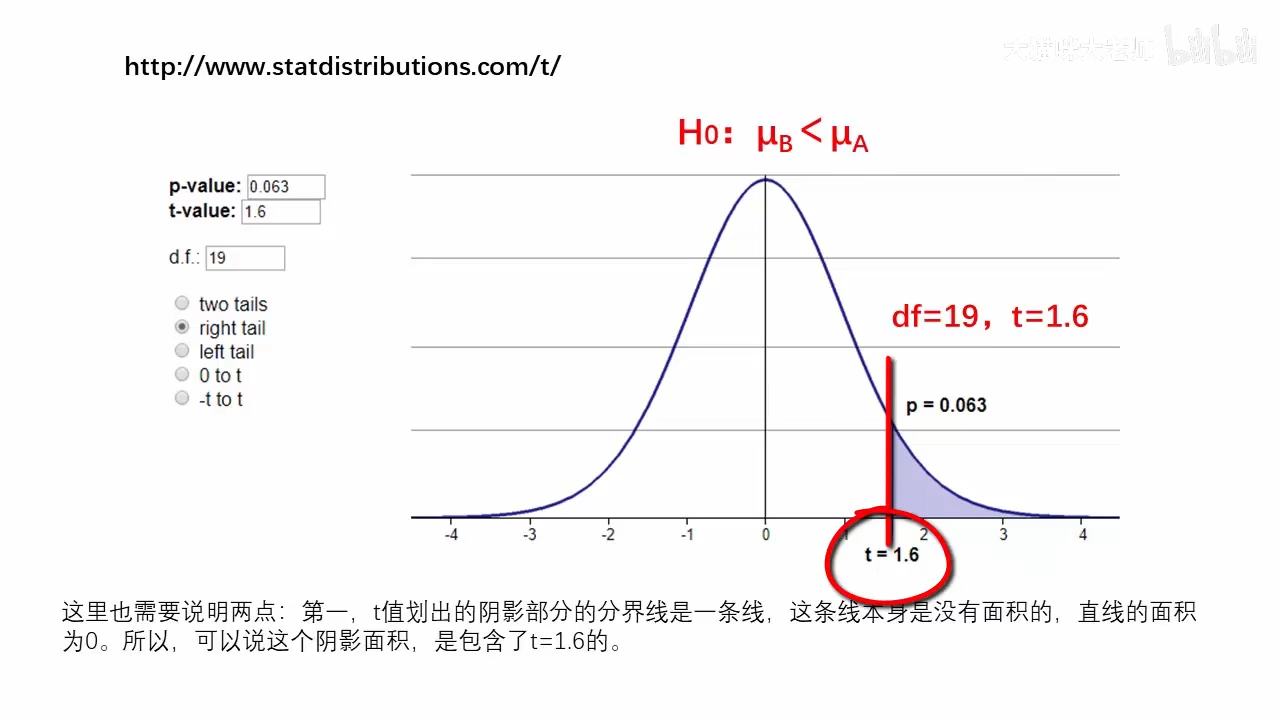 http://www.statdistributions.com/t/
bilibili
H0：μB＜μA
p-value: 0.063
t-value: 1.6
d.f.: 19
two tails
right tail
left tail
0 to t
-t to t
df=19，t=1.6
p = 0.063
-4 -3 -2 -1 0 1 2 3 4
t = 1.6
这里也需要说明两点：第一，t值划出的阴影部分的分界线是一条线，这条线本身是没有面积的，直线的面积
为0。所以，可以说这个阴影面积，是包含了t=1.6的。